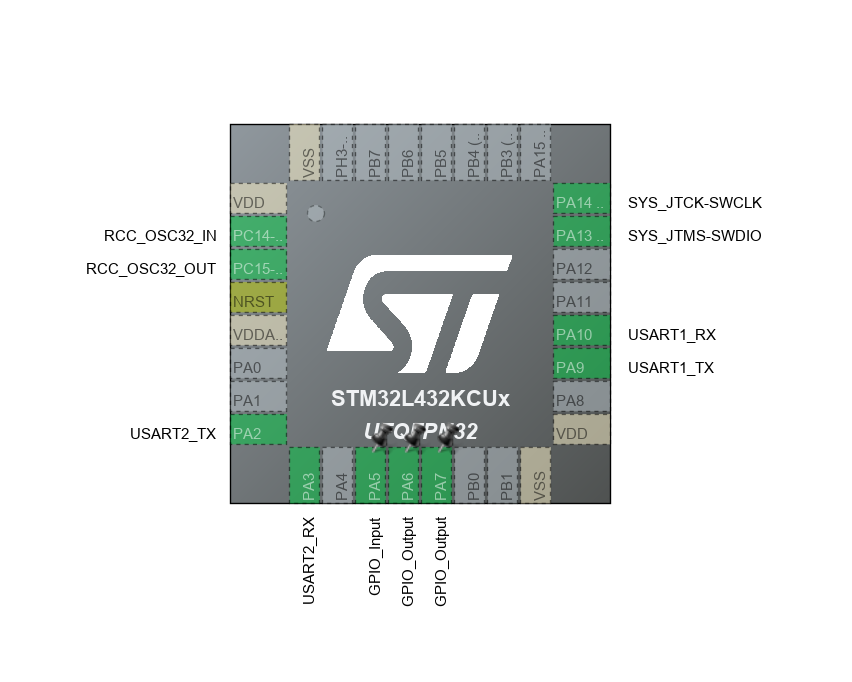 VSS
PH3-..
PB7
PB6
PB5
PB4 (..
PB3 (..
PA15 ..
VDD
RCC_OSC32_IN PC14-..
RCC_OSC32_OUT PC15-..
NRST
VDDA..
PA0
PA1
USART2_TX PA2
PA14 .. SYS_JTCK-SWCLK
PA13 .. SYS_JTMS-SWDIO
PA12
PA11
PA10 USART1_RX
PA9 USART1_TX
PA8
VDD
ST
STM32L432KCUx
UFQFPN32
PA3
PA4
PA5
PA6
PA7
PB0
PB1
VSS
USART2_RX
GPIO_Input
GPIO_Output
GPIO_Output